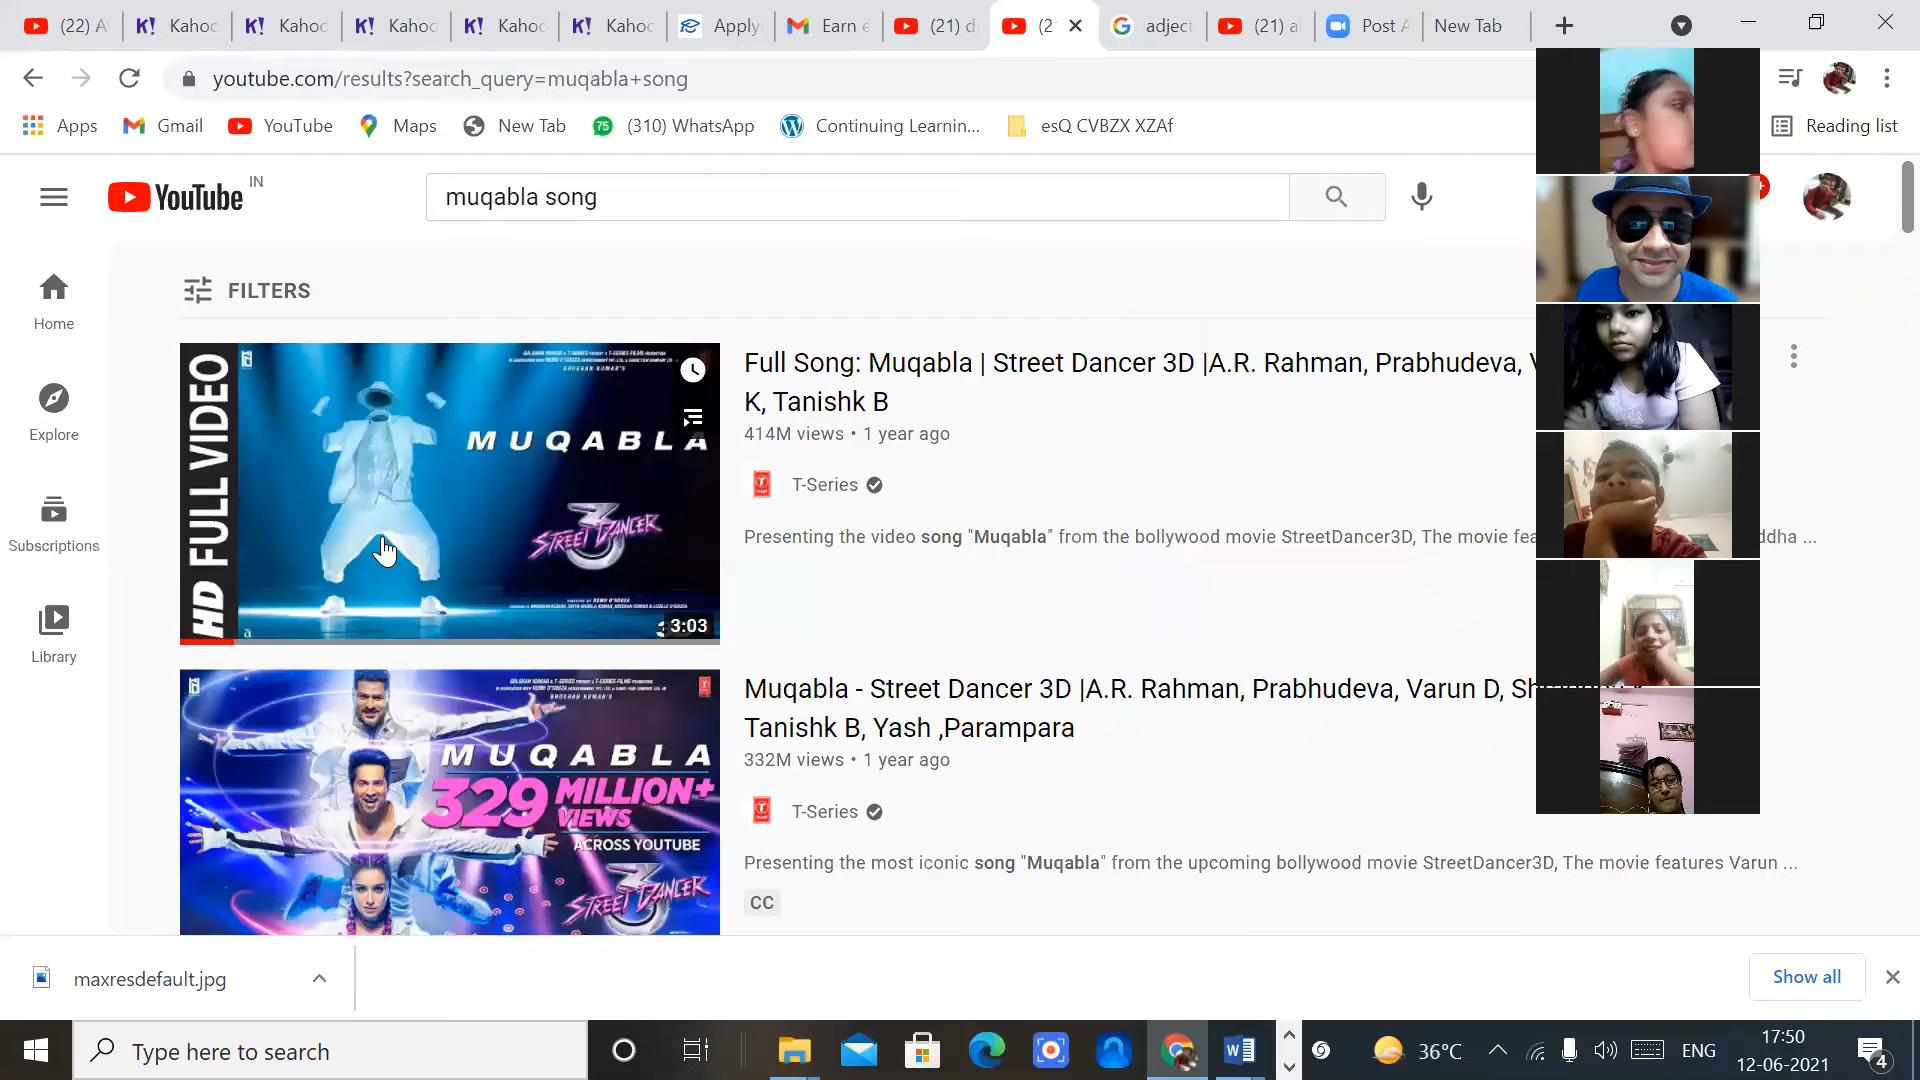 (22) A
Kahoo
Kahoo
Kahoo
Kahoo
Kahoo
Apply
Earn e
(21) d
(2
adject
(21) a
Post A
New Tab
youtube.com/results?search_query=muqabla+song
Apps
Gmail
YouTube
Maps
New Tab
75
(310) WhatsApp
Continuing Learnin...
esQ CVBZX XZAf
Reading list
YouTube IN
muqabla song
Home
Explore
Subscriptions
Library
FILTERS
HD FULL VIDEO
MUQABLA
STREET DANCER
3
3:03
Full Song: Muqabla | Street Dancer 3D |A.R. Rahman, Prabhudeva, V
K, Tanishk B
414M views • 1 year ago
T-Series
Presenting the video song "Muqabla" from the bollywood movie StreetDancer3D, The movie fea
ddha ...
MUQABLA
329 MILLION+
VIEWS
ACROSS YOUTUBE
STREET DANCER
3
Muqabla - Street Dancer 3D |A.R. Rahman, Prabhudeva, Varun D, Sh
Tanishk B, Yash ,Parampara
332M views • 1 year ago
T-Series
Presenting the most iconic song "Muqabla" from the upcoming bollywood movie StreetDancer3D, The movie features Varun ...
CC
maxresdefault.jpg
Show all
Type here to search
36°C
ENG
17:50
12-06-2021
4